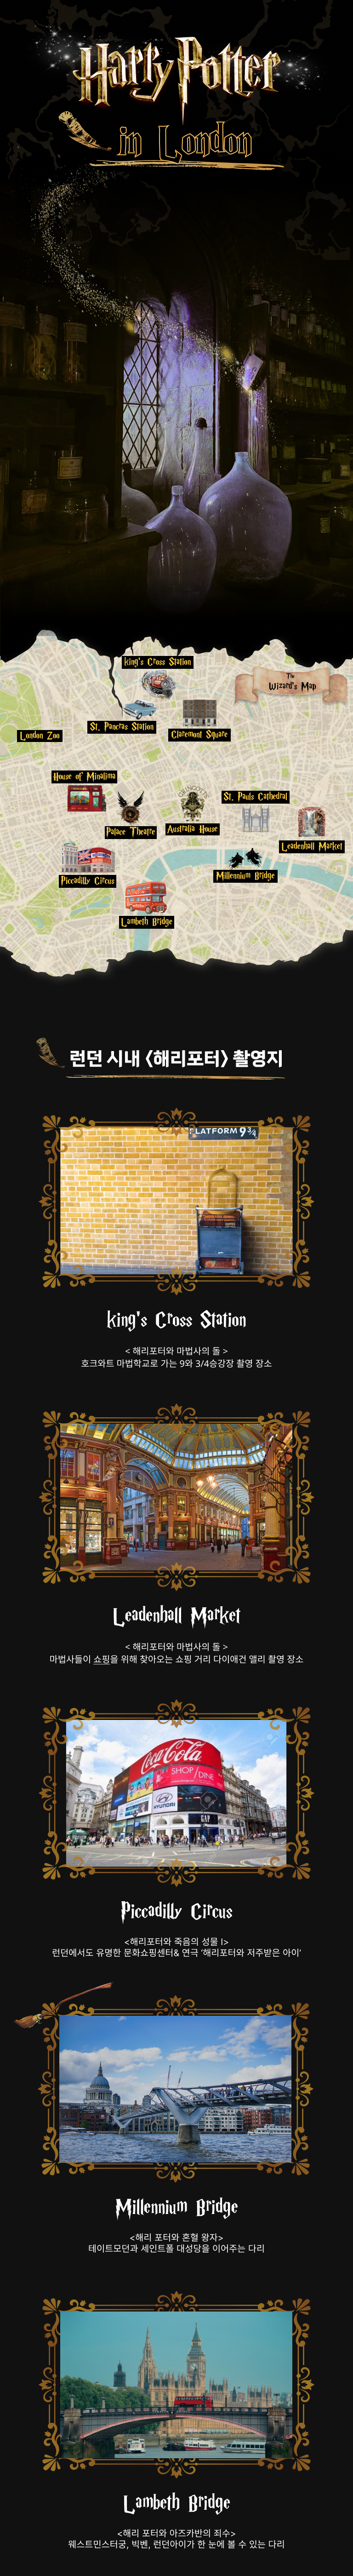 Harry Potter
in London
king's Cross Station
The
Wizard's Map
St. Pancras Station
Claremont Square
London Zoo
House of Minalima
Palace Theatre
Australia House
St. Pauls Cathedral
Leadenhall Market
Piccadilly Circus
Millennium Bridge
Lambeth Bridge
런던 시내 <해리포터> 촬영지
PLATFORM 9 3/4
king's Cross Station
< 해리포터와 마법사의 돌 >
호크와트 마법학교로 가는 9와 3/4승강장 촬영 장소
Leadenhall Market
< 해리포터와 마법사의 돌 >
마법사들이 쇼핑을 위해 찾아오는 쇼핑 거리 다이애건 앨리 촬영 장소
Coca-Cola
SHOP/DINE
HYUNDAI
GAP
Piccadilly Circus
<해리포터와 죽음의 성물 I>
런던에서도 유명한 문화쇼핑센터& 연극 '해리포터와 저주받은 아이'
Millennium Bridge
<해리 포터와 혼혈 왕자>
테이트모던과 세인트폴 대성당을 이어주는 다리
Lambeth Bridge
<해리 포터와 아즈카반의 죄수>
웨스트민스터궁, 빅벤, 런던아이가 한 눈에 볼 수 있는 다리